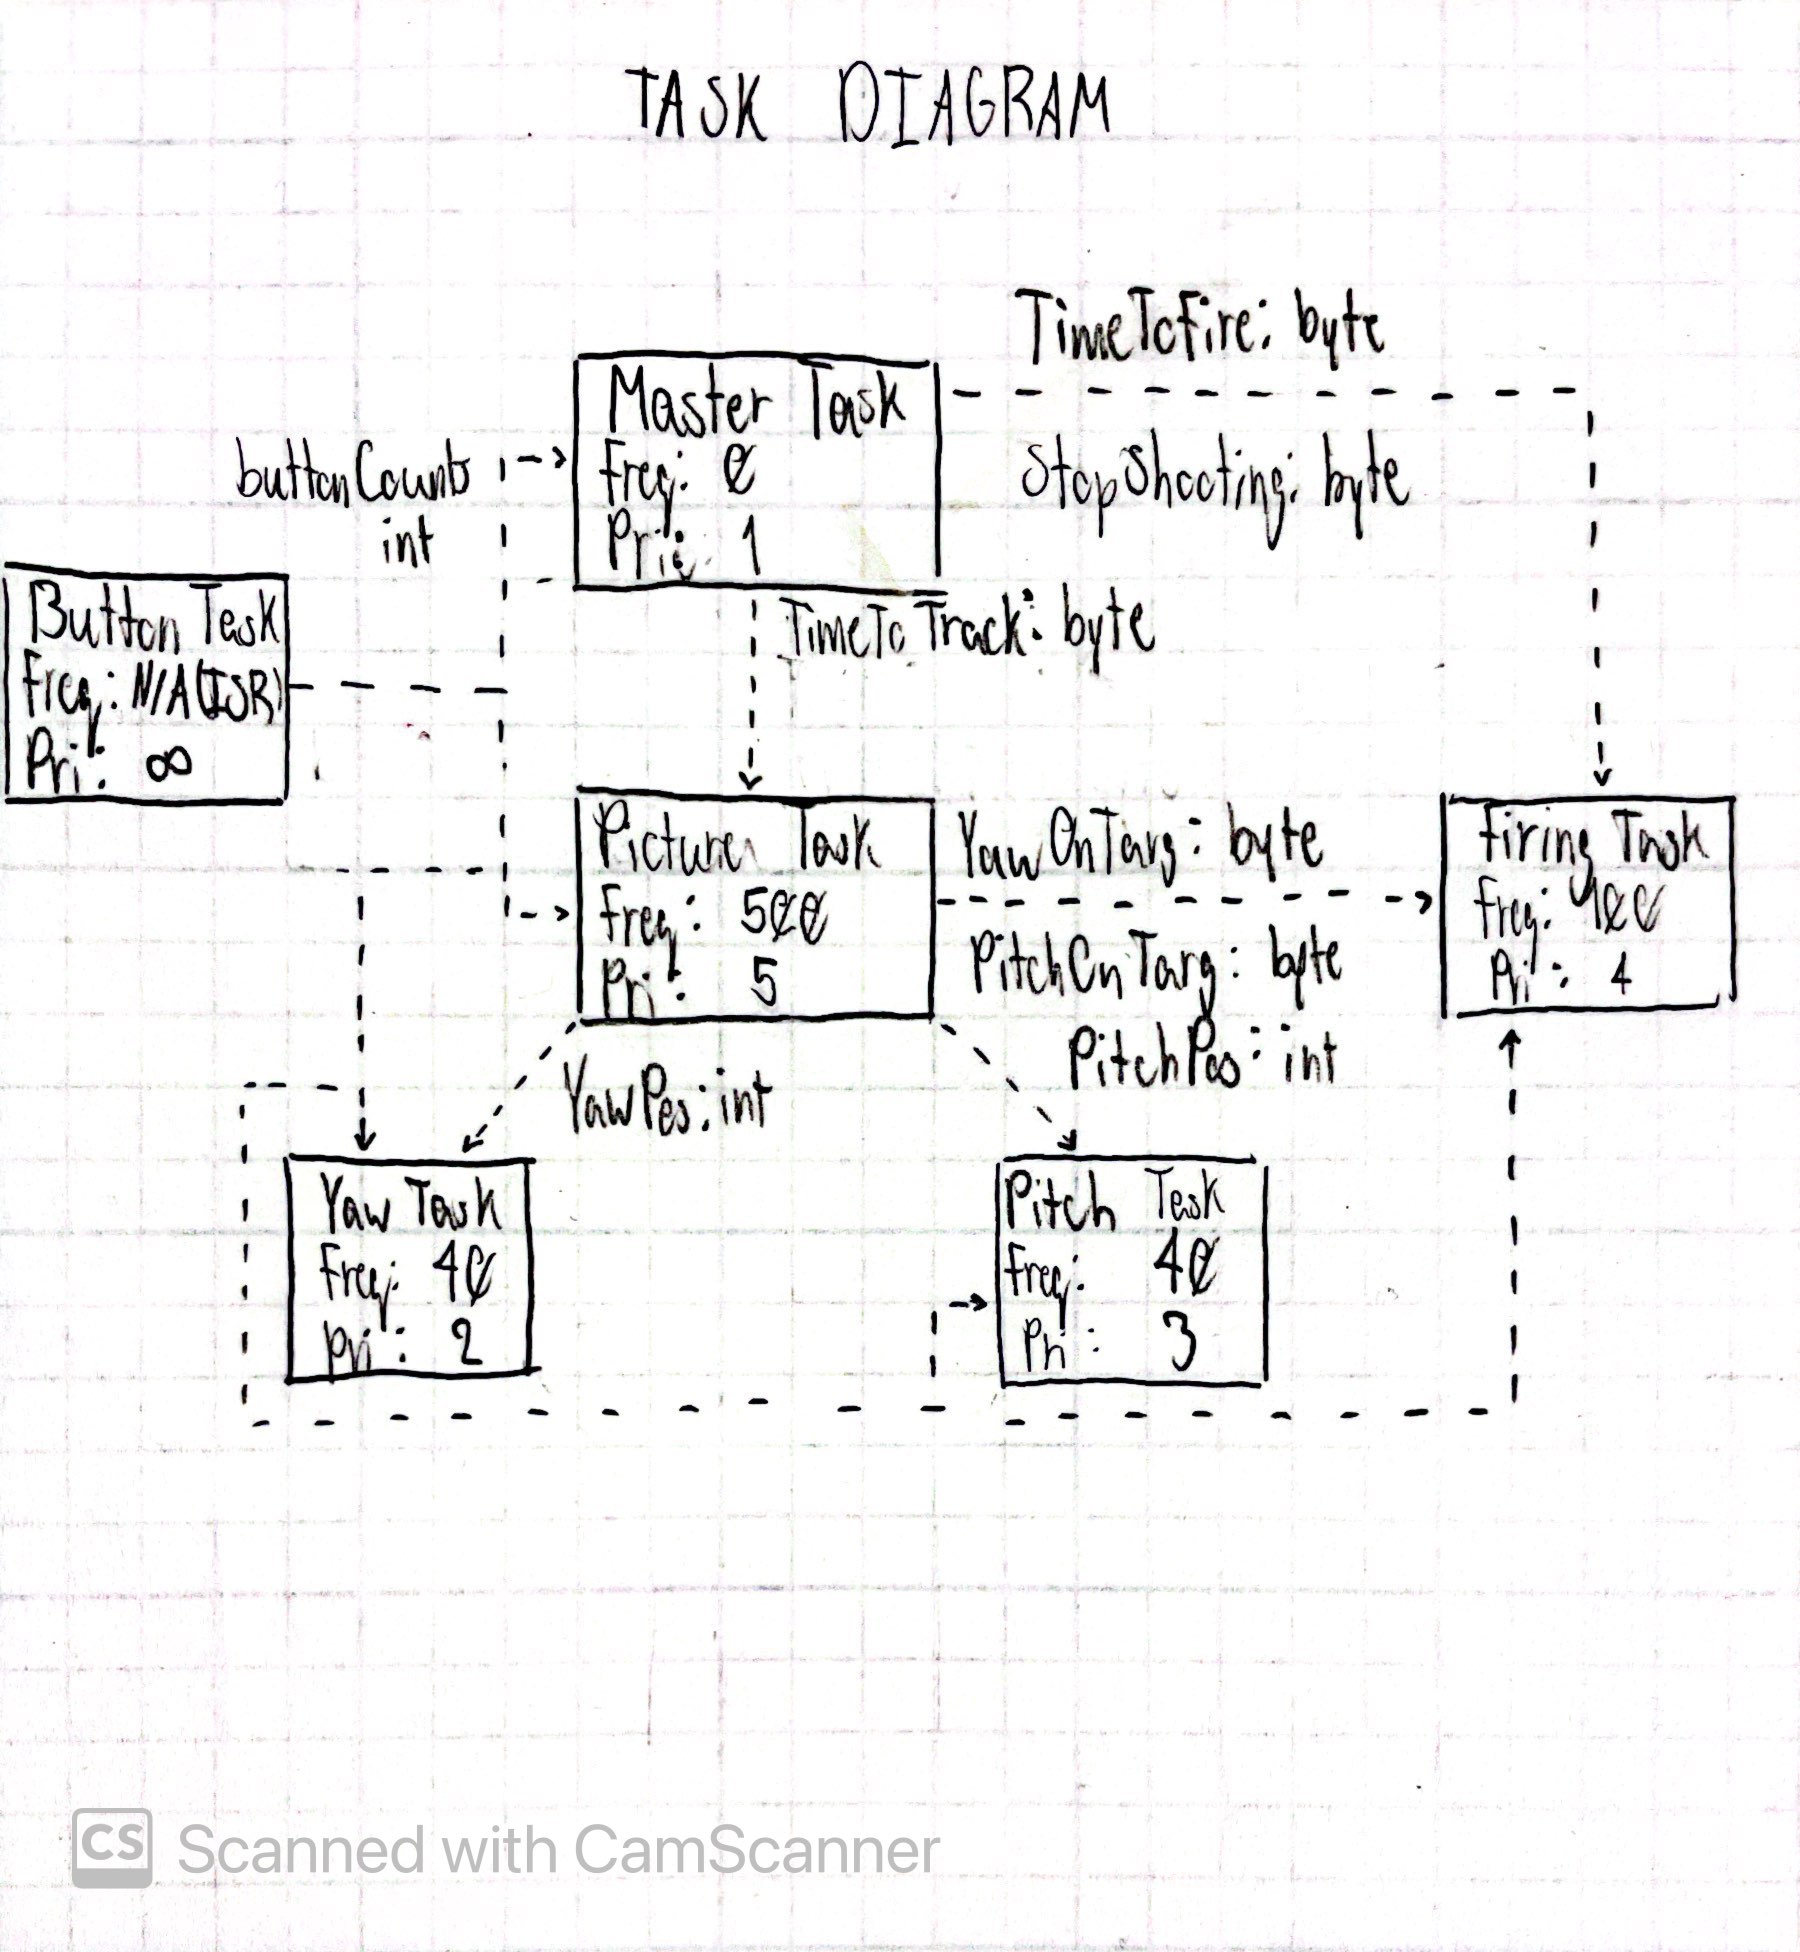 TASK DIAGRAM
TimeToFire: byte
Master Task
Freq: 0
Pri: 1
StopShooting: byte
buttonCount:
int
Button Task
Freq: N/A (ISR)
Pri: ∞
TimeToTrack: byte
Picture Task
Freq: 500
Pri: 5
YawOnTarg: byte
PitchOnTarg: byte
Firing Task
Freq: 100
Pri: 4
PitchPos: int
YawPos: int
Yaw Task
Freq: 40
Pri: 2
Pitch Task
Freq: 40
Pri: 3
CS Scanned with CamScanner